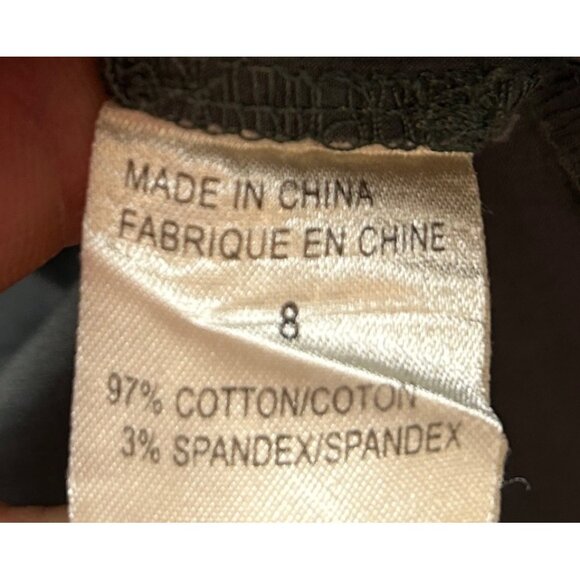 MADE IN CHINA
FABRIQUE EN CHINE
8
97% COTTON/COTON
3% SPANDEX/SPANDEX